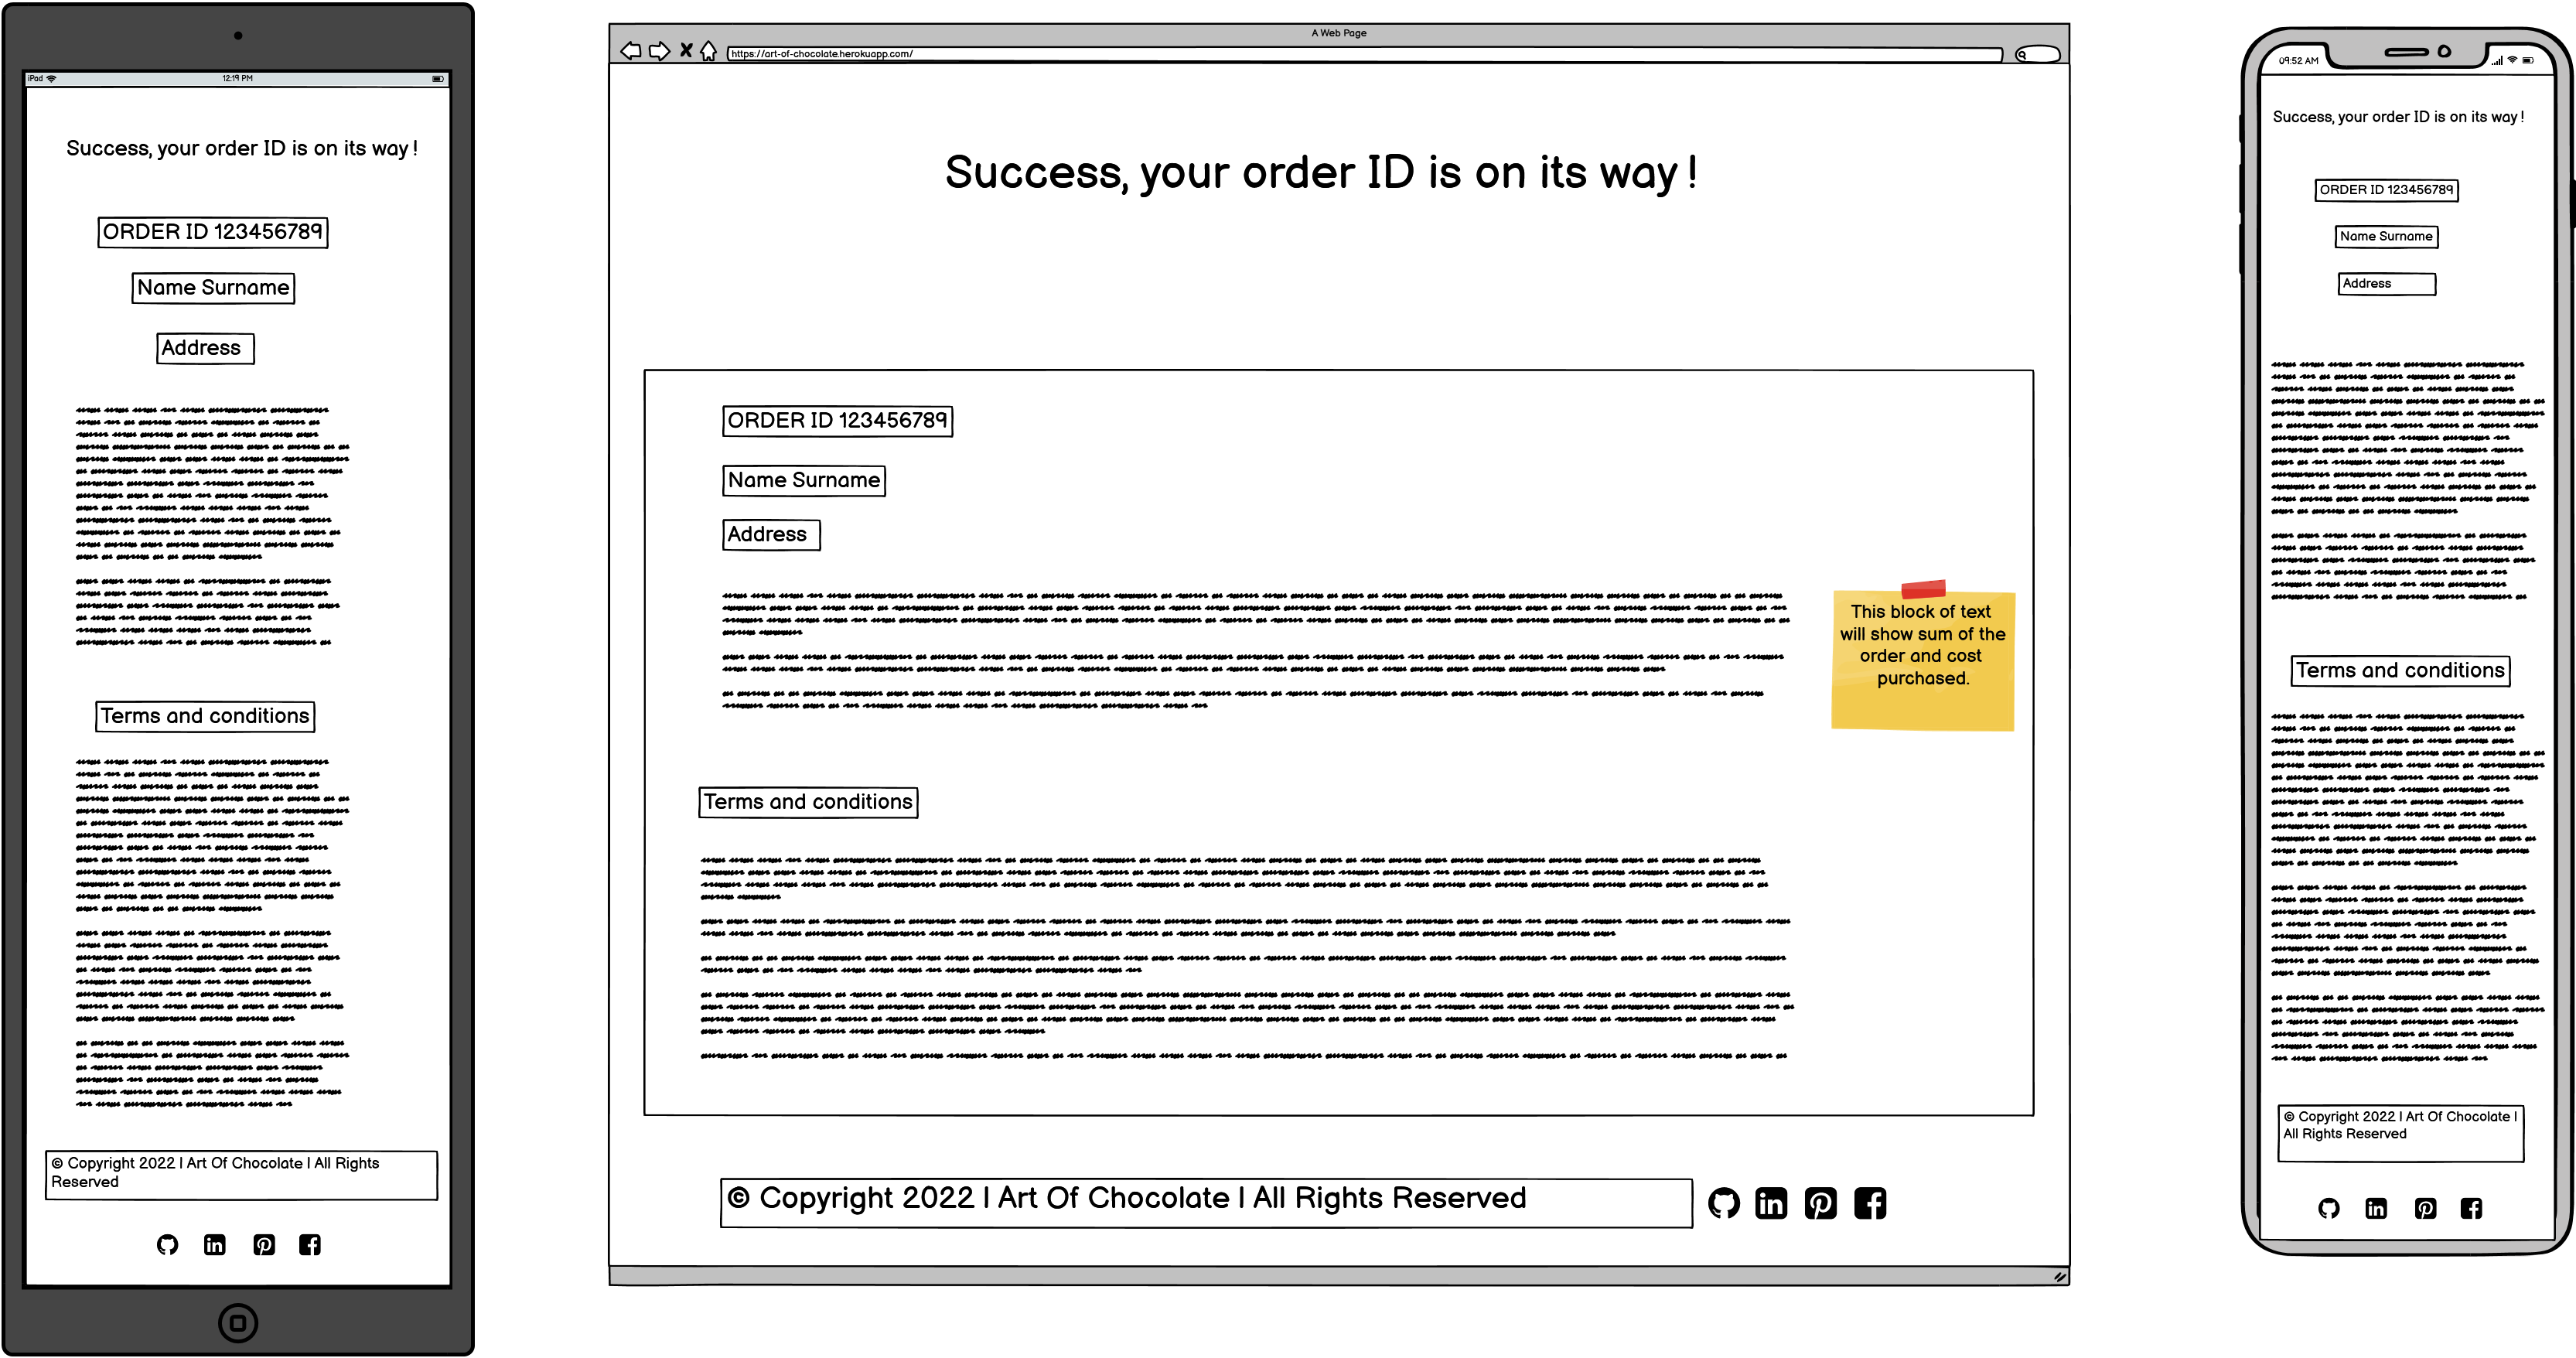 iPad
12:19 PM
Success, your order ID is on its way !
ORDER ID 123456789
Name Surname
Address
Terms and conditions
© Copyright 2022 | Art Of Chocolate | All Rights
Reserved
A Web Page
https://art-of-chocolate.herokuapp.com/
Success, your order ID is on its way !
ORDER ID 123456789
Name Surname
Address
This block of text
will show sum of the
order and cost
purchased.
Terms and conditions
© Copyright 2022 | Art Of Chocolate | All Rights Reserved
09:52 AM
Success, your order ID is on its way !
ORDER ID 123456789
Name Surname
Address
Terms and conditions
© Copyright 2022 | Art Of Chocolate |
All Rights Reserved